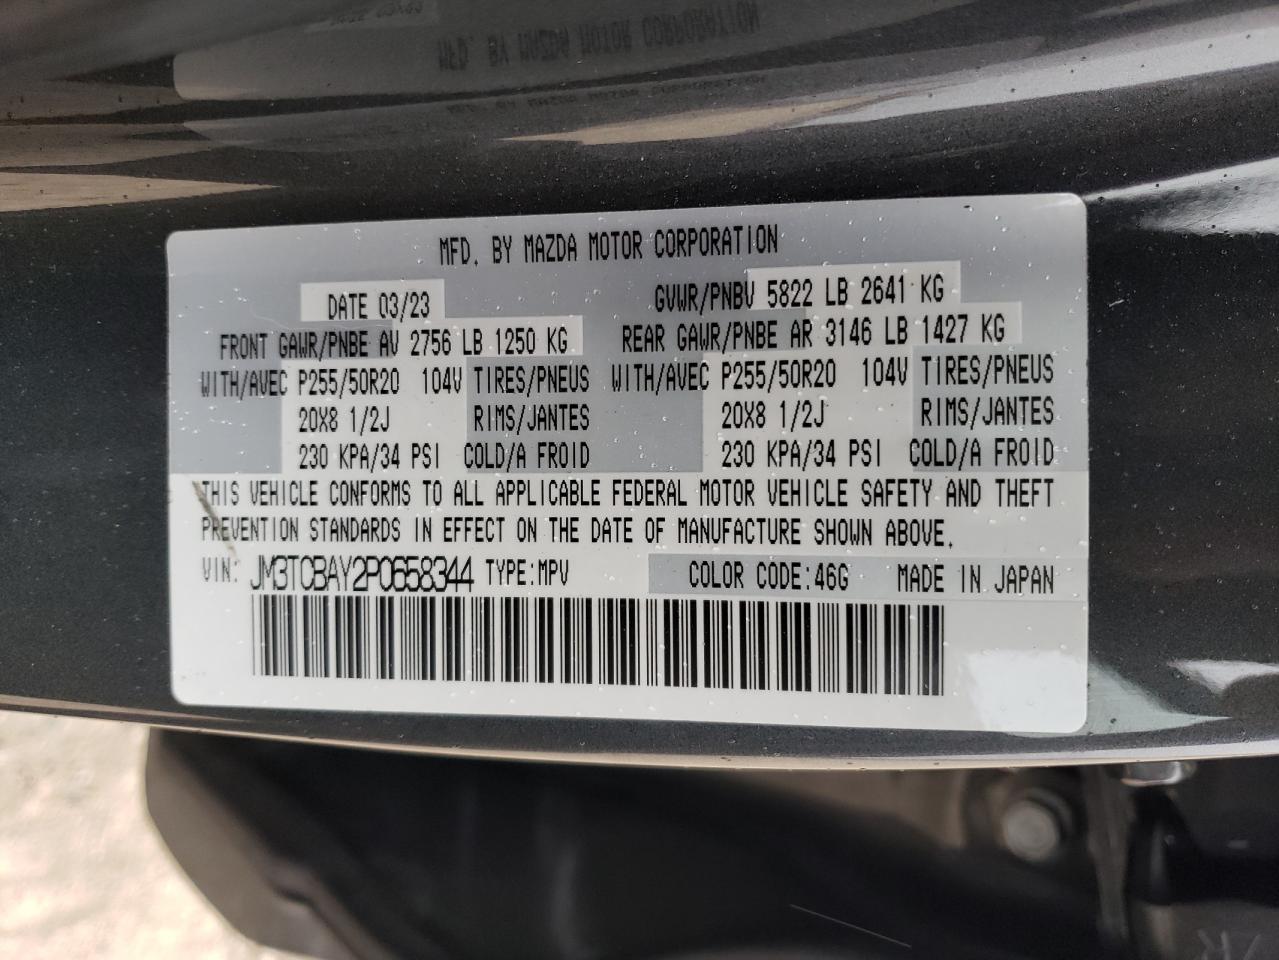 MFD. BY MAZDA MOTOR CORPORATION
DATE 03/23 GVWR/PNBV 5822 LB 2641 KG
FRONT GAWR/PNBE AV 2756 LB 1250 KG REAR GAWR/PNBE AR 3146 LB 1427 KG
WITH/AVEC P255/50R20 104V TIRES/PNEUS WITH/AVEC P255/50R20 104V TIRES/PNEUS
20X8 1/2J RIMS/JANTES 20X8 1/2J RIMS/JANTES
230 KPA/34 PSI COLD/A FROID 230 KPA/34 PSI COLD/A FROID
THIS VEHICLE CONFORMS TO ALL APPLICABLE FEDERAL MOTOR VEHICLE SAFETY AND THEFT
PREVENTION STANDARDS IN EFFECT ON THE DATE OF MANUFACTURE SHOWN ABOVE.
VIN: JM3TCBAY2P0658344 TYPE:MPV COLOR CODE:46G MADE IN JAPAN